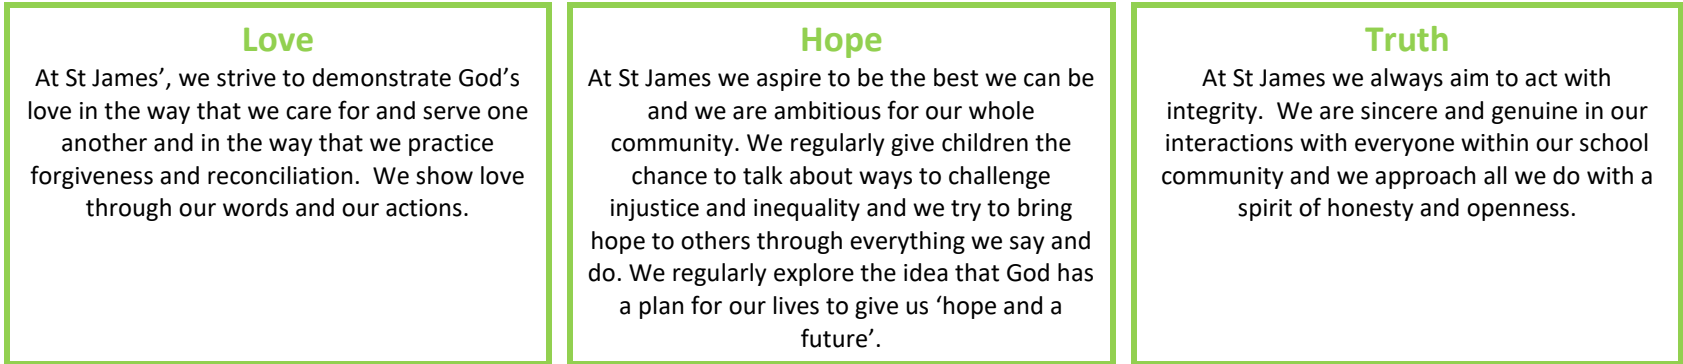 Love
At St James’, we strive to demonstrate God’s
love in the way that we care for and serve one
another and in the way that we practice
forgiveness and reconciliation.  We show love
through our words and our actions.
Hope
At St James we aspire to be the best we can be
and we are ambitious for our whole
community. We regularly give children the
chance to talk about ways to challenge
injustice and inequality and we try to bring
hope to others through everything we say and
do. We regularly explore the idea that God has
a plan for our lives to give us ‘hope and a
future’.
Truth
At St James we always aim to act with
integrity.  We are sincere and genuine in our
interactions with everyone within our school
community and we approach all we do with a
spirit of honesty and openness.